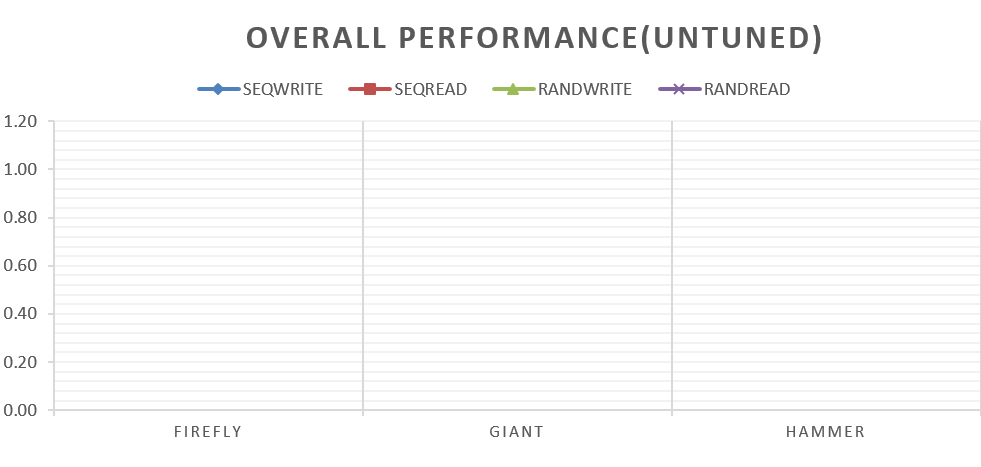 OVERALL PERFORMANCE(UNTUNED)
SEQWRITE SEQREAD RANDWRITE RANDREAD
1.20
1.00
0.80
0.60
0.40
0.20
0.00
FIREFLY GIANT HAMMER